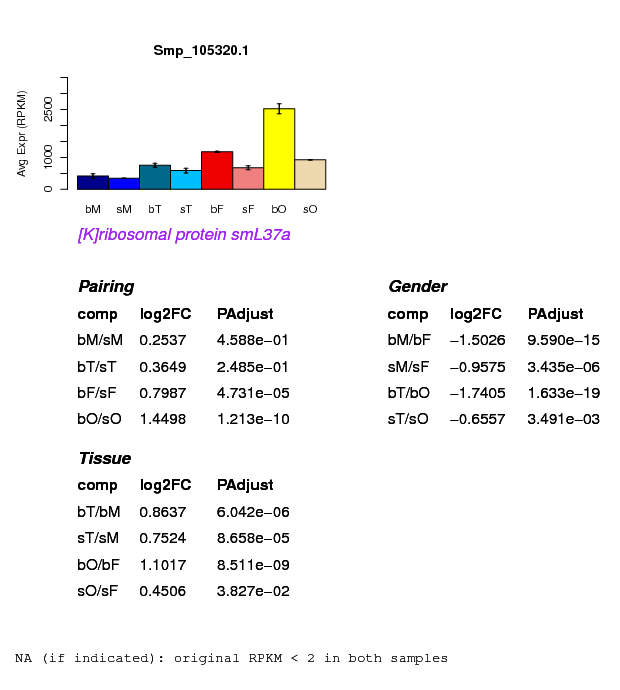 Smp_105320.1
Avg Expr (RPKM)
2500
1000
0
bM sM bT sT bF sF bO sO
[K]ribosomal protein smL37a
Pairing
comp log2FC PAdjust
bM/sM 0.2537 4.588e−01
bT/sT 0.3649 2.485e−01
bF/sF 0.7987 4.731e−05
bO/sO 1.4498 1.213e−10
Gender
comp log2FC PAdjust
bM/bF −1.5026 9.590e−15
sM/sF −0.9575 3.435e−06
bT/bO −1.7405 1.633e−19
sT/sO −0.6557 3.491e−03
Tissue
comp log2FC PAdjust
bT/bM 0.8637 6.042e−06
sT/sM 0.7524 8.658e−05
bO/bF 1.1017 8.511e−09
sO/sF 0.4506 3.827e−02
NA (if indicated): original RPKM < 2 in both samples